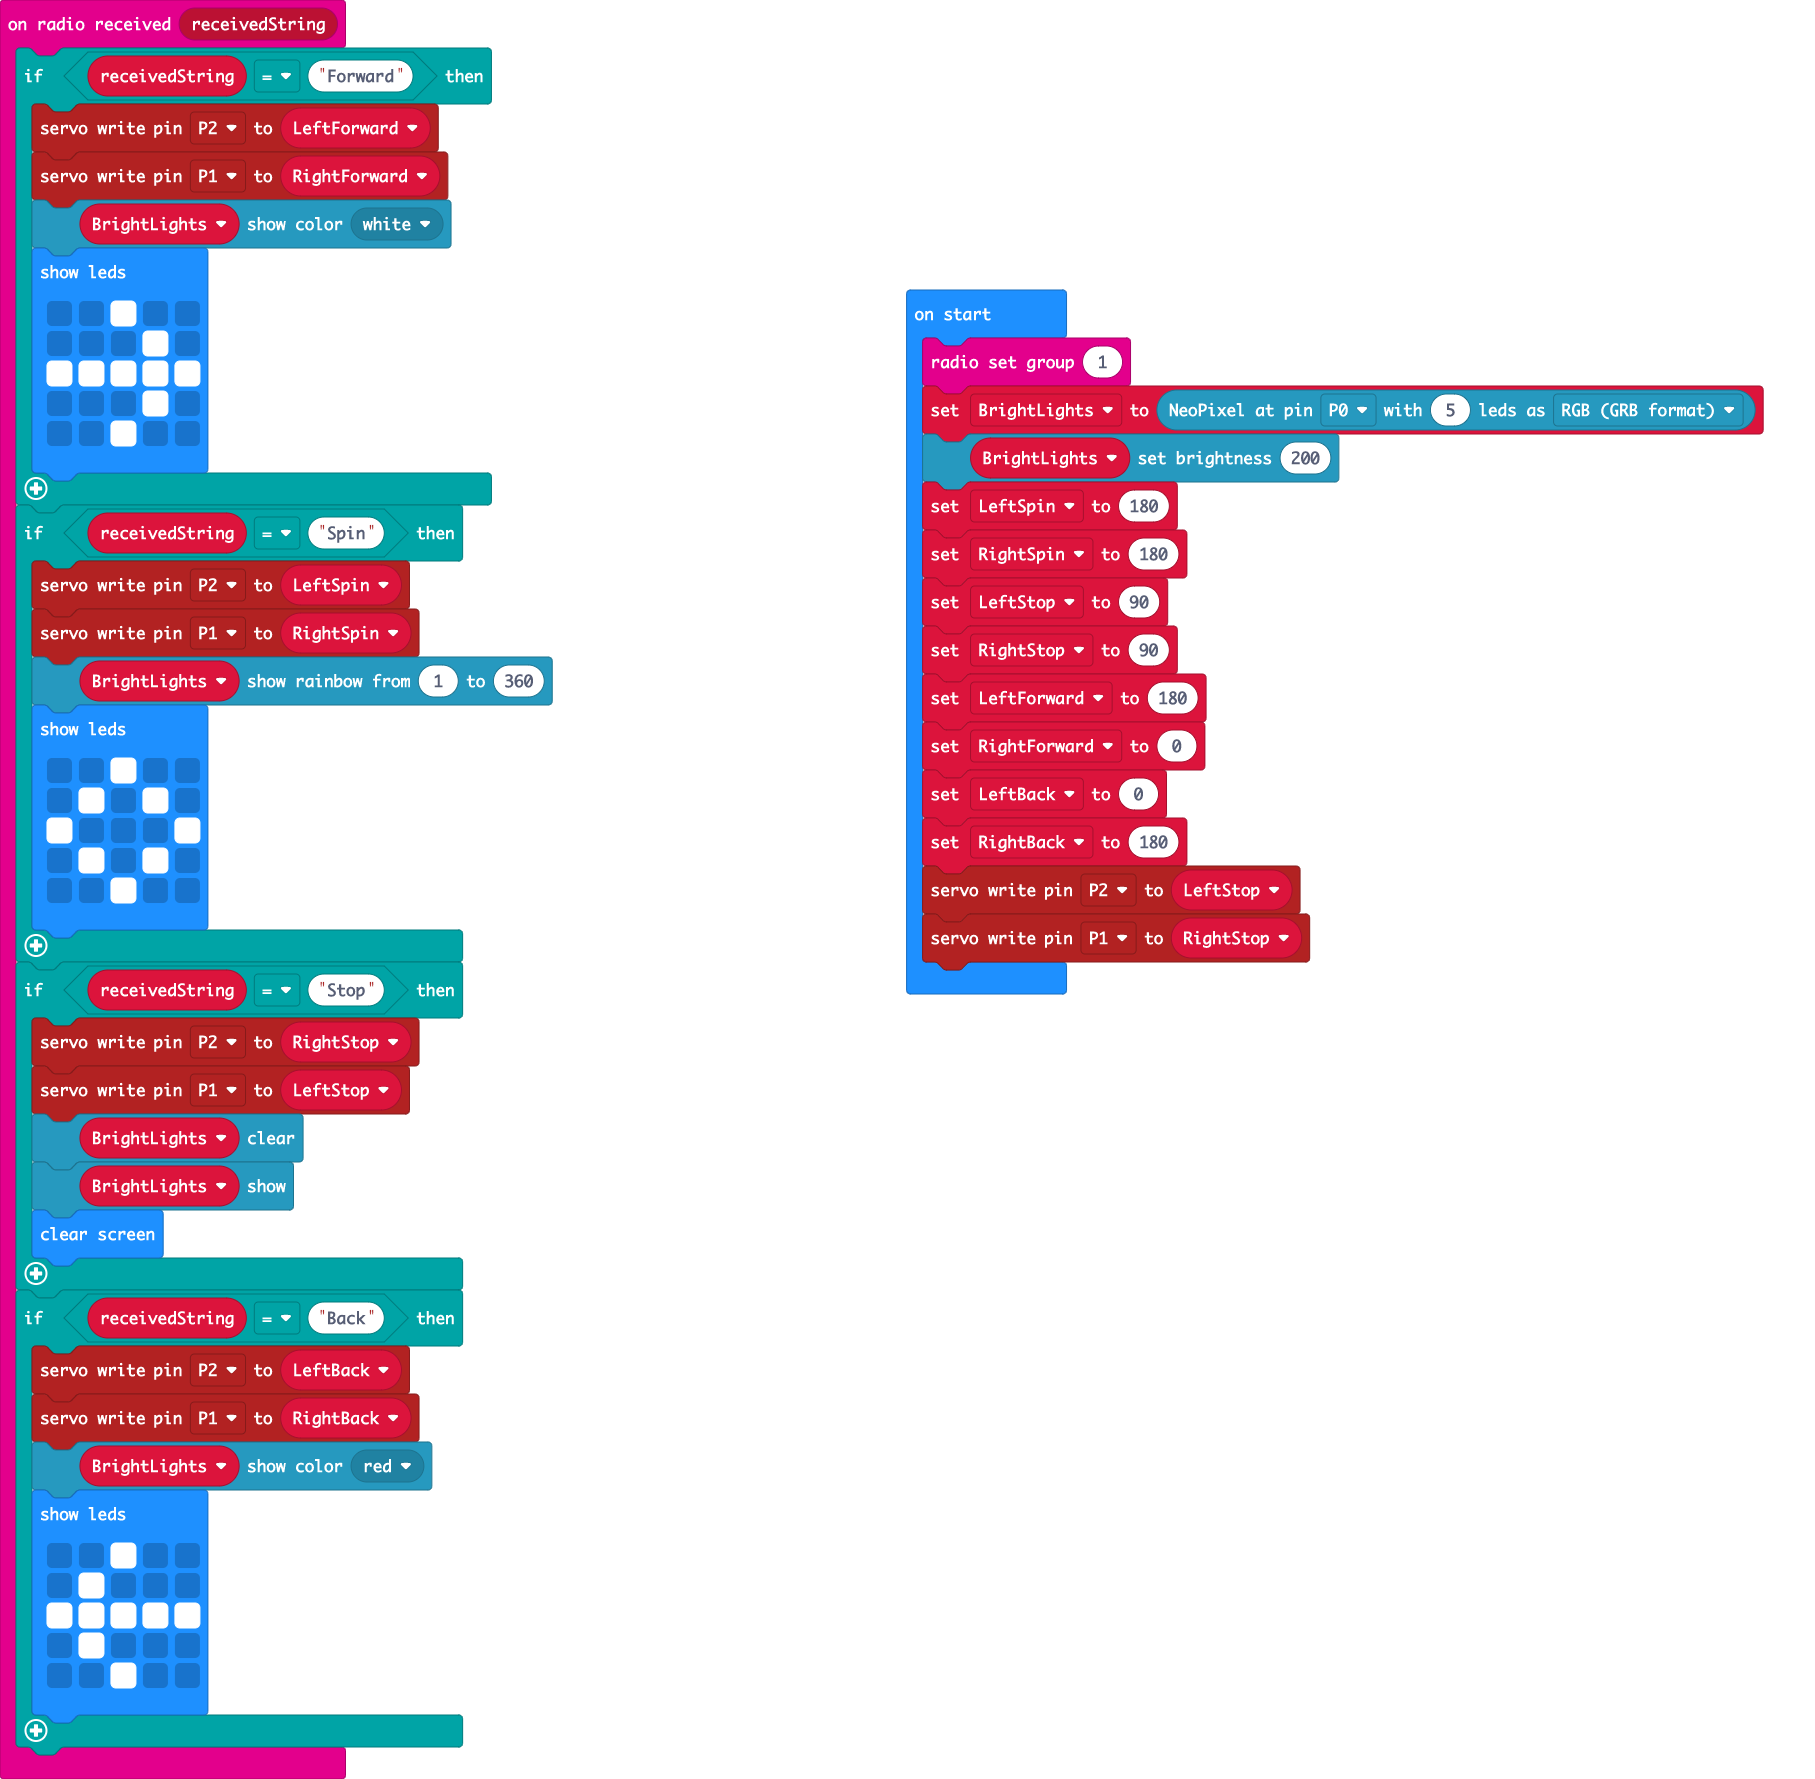 on radio received receivedString
if receivedString = "Forward" then
servo write pin P2 to LeftForward
servo write pin P1 to RightForward
BrightLights show color white
show leds
if receivedString = "Spin" then
servo write pin P2 to LeftSpin
servo write pin P1 to RightSpin
BrightLights show rainbow from 1 to 360
show leds
if receivedString = "Stop" then
servo write pin P2 to RightStop
servo write pin P1 to LeftStop
BrightLights clear
BrightLights show
clear screen
if receivedString = "Back" then
servo write pin P2 to LeftBack
servo write pin P1 to RightBack
BrightLights show color red
show leds
on start
radio set group 1
set BrightLights to NeoPixel at pin P0 with 5 leds as RGB (GRB format)
BrightLights set brightness 200
set LeftSpin to 180
set RightSpin to 180
set LeftStop to 90
set RightStop to 90
set LeftForward to 180
set RightForward to 0
set LeftBack to 0
set RightBack to 180
servo write pin P2 to LeftStop
servo write pin P1 to RightStop